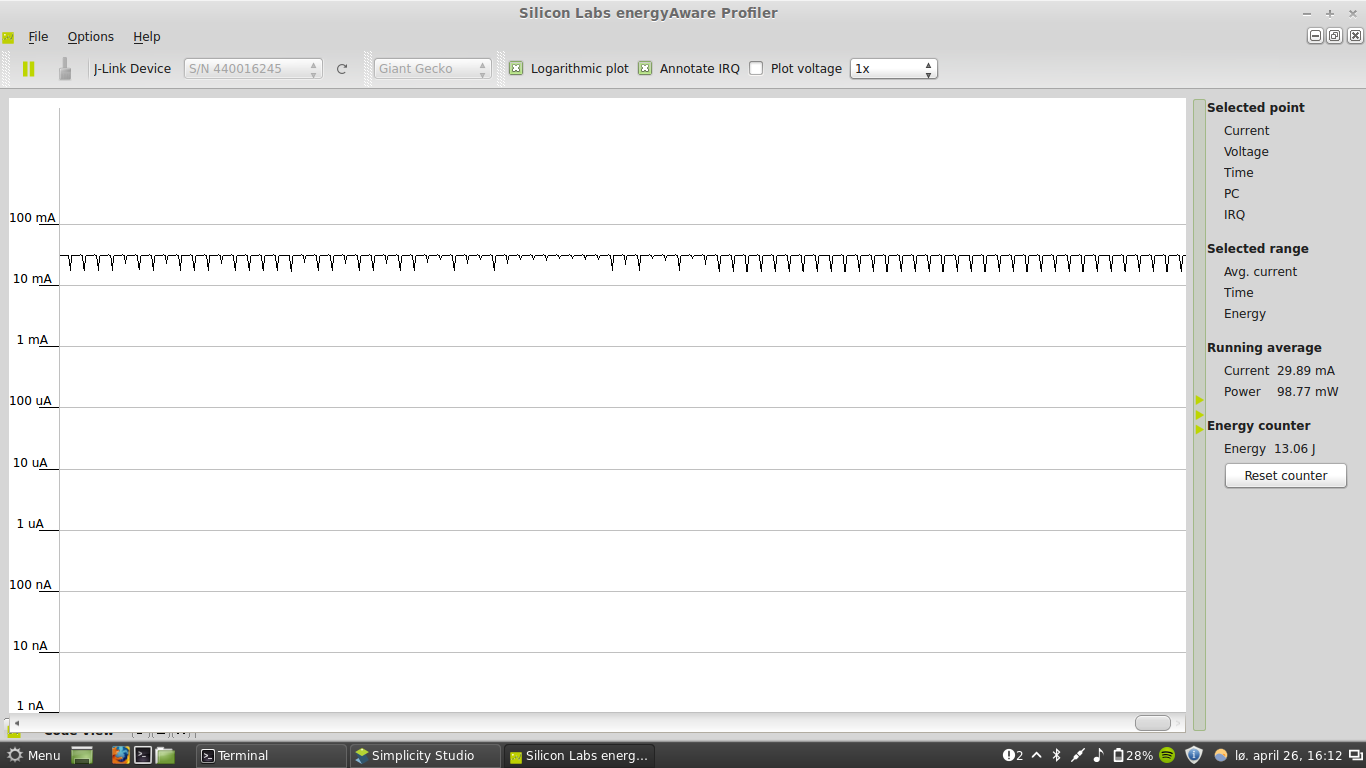 Silicon Labs energyAware Profiler
File Options Help
J-Link Device S/N 440016245 Giant Gecko Logarithmic plot Annotate IRQ Plot voltage 1x
100 mA
10 mA
1 mA
100 uA
10 uA
1 uA
100 nA
10 nA
1 nA
Selected point
Current
Voltage
Time
PC
IRQ
Selected range
Avg. current
Time
Energy
Running average
Current 29.89 mA
Power 98.77 mW
Energy counter
Energy 13.06 J
Reset counter
Code View
Menu Terminal Simplicity Studio Silicon Labs energ... 2 28% lø. april 26, 16:12